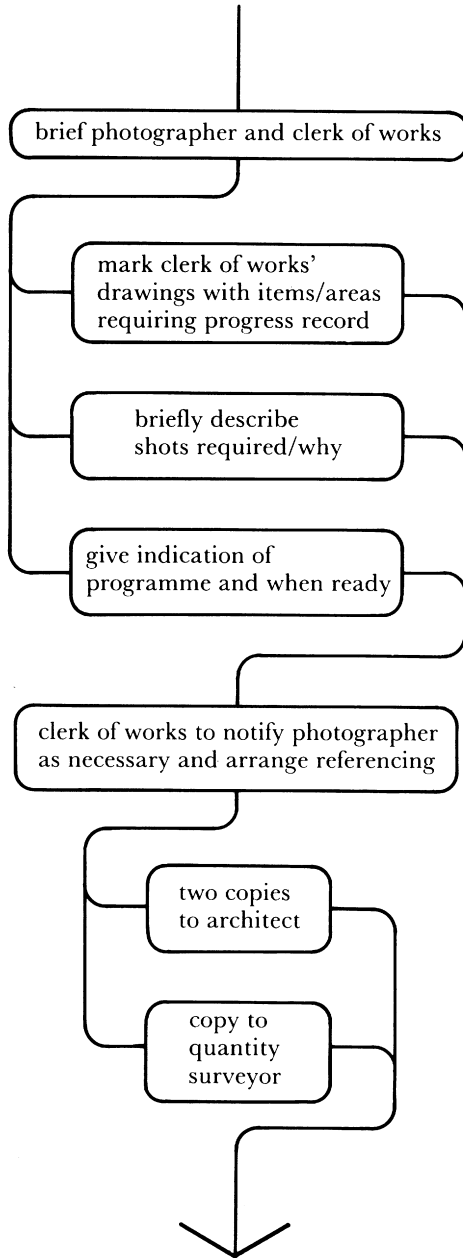 brief photographer and clerk of works
mark clerk of works'
drawings with items/areas
requiring progress record
briefly describe
shots required/why
give indication of
programme and when ready
clerk of works to notify photographer
as necessary and arrange referencing
two copies
to architect
copy to
quantity
surveyor